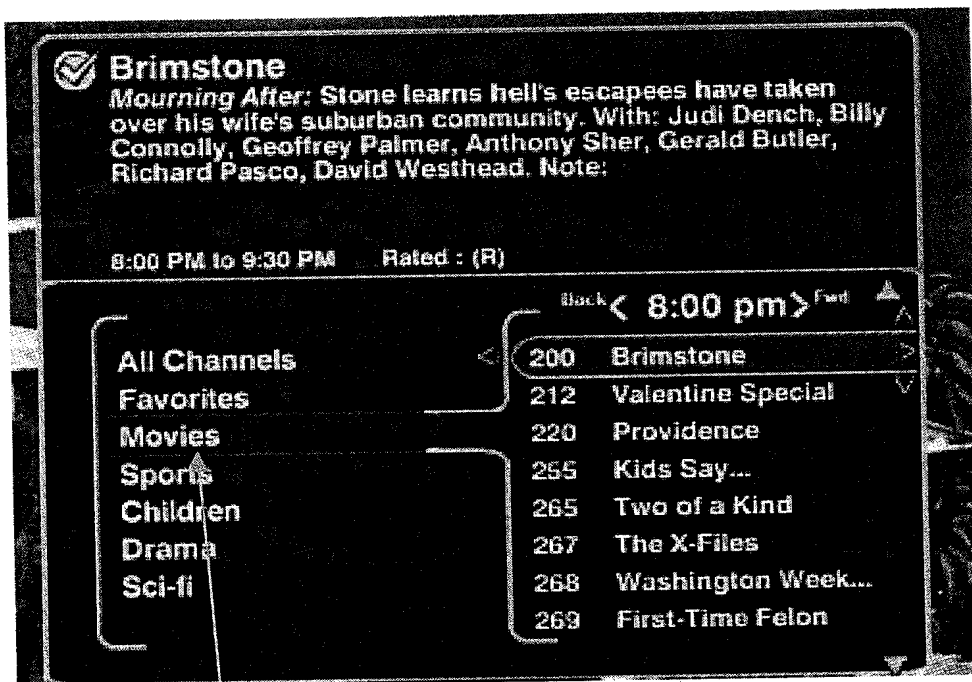 Brimstone
Mourning After: Stone learns hell's escapees have taken
over his wife's suburban community. With: Judi Dench, Billy
Connolly, Geoffrey Palmer, Anthony Sher, Gerald Butler,
Richard Pasco, David Westhead. Note:
8:00 PM to 9:30 PM Rated : (R)
Back < 8:00 pm > Fwd
All Channels
Favorites
Movies
Sports
Children
Drama
Sci-fi
200 Brimstone
212 Valentine Special
220 Providence
255 Kids Say...
265 Two of a Kind
267 The X-Files
268 Washington Week...
269 First-Time Felon